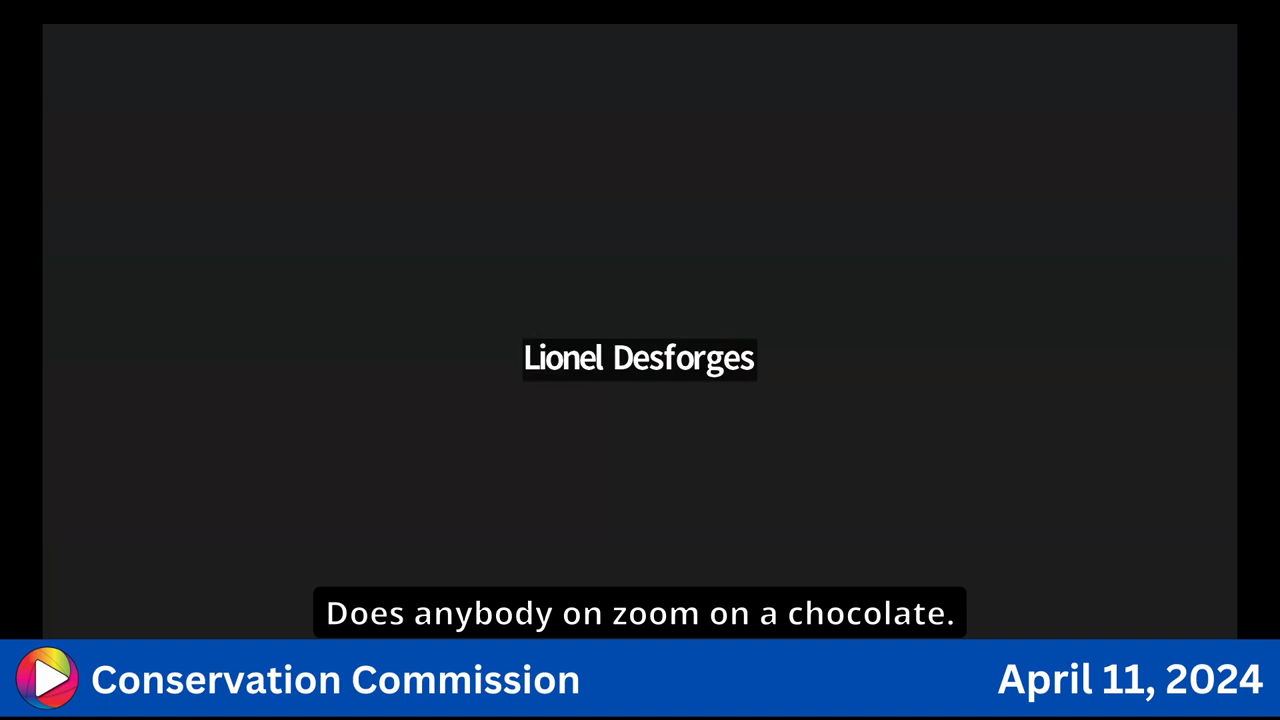 Lionel Desforges
Does anybody on zoom on a chocolate.
Conservation Commission
April 11, 2024